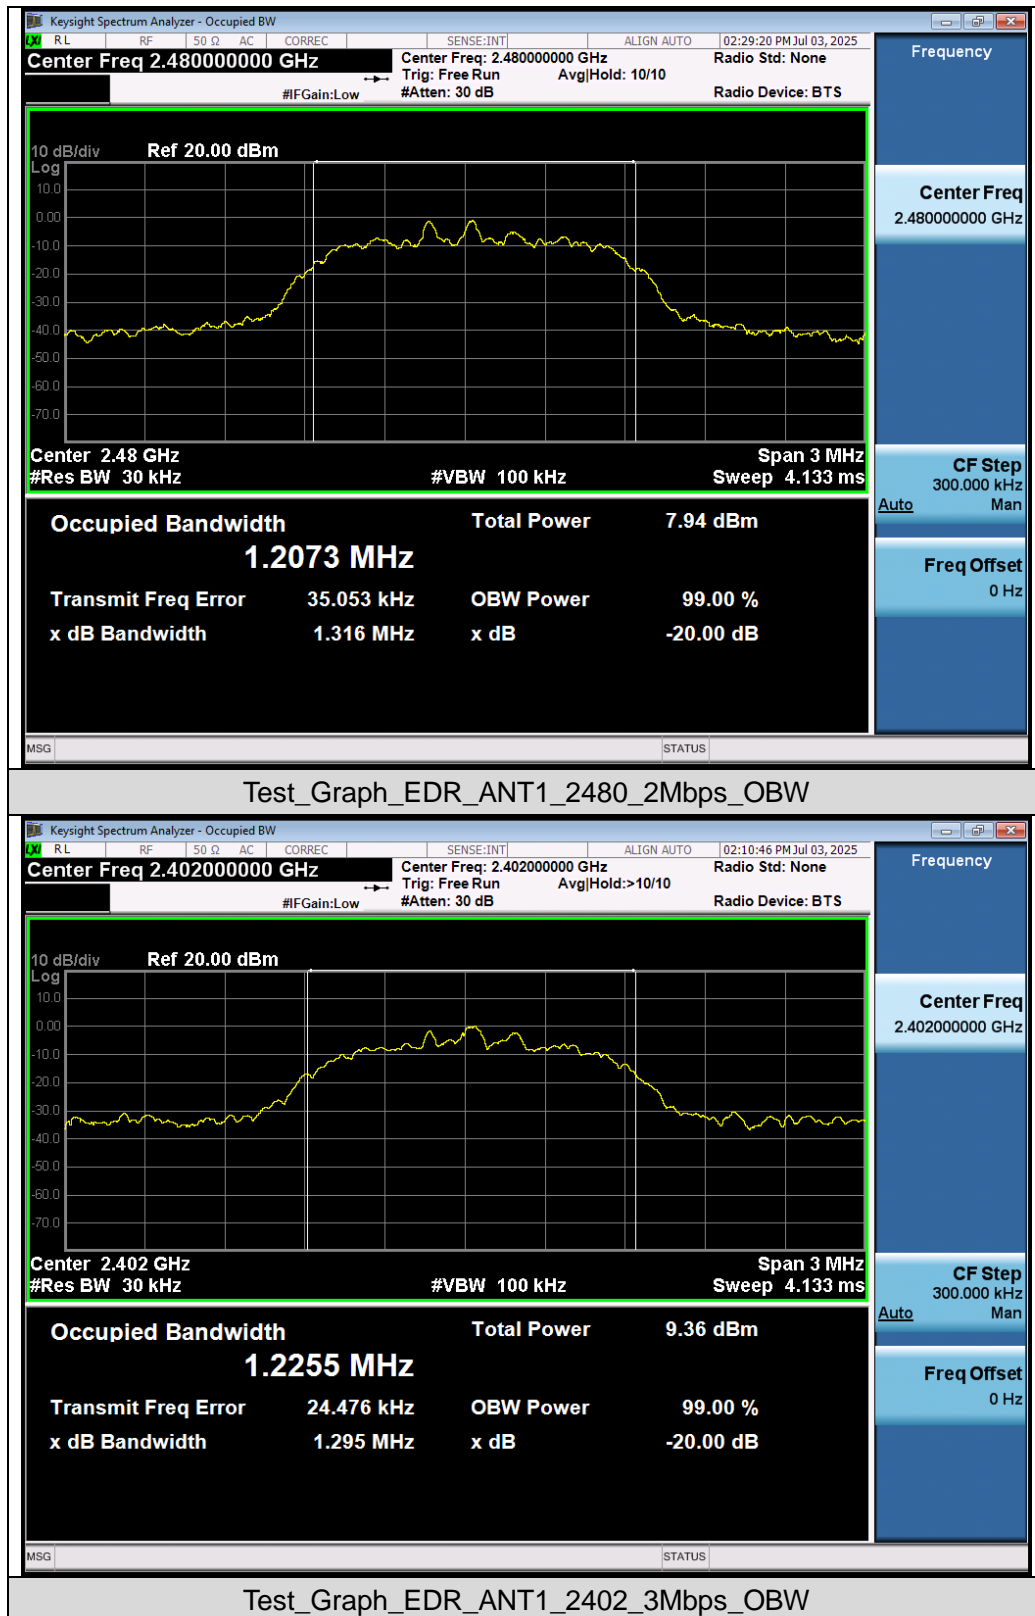 Keysight Spectrum Analyzer - Occupied BW
LXI RL RF 50 Ω AC CORREC SENSE:INT ALIGN AUTO 02:29:20 PM Jul 03, 2025
Center Freq 2.480000000 GHz
Center Freq: 2.480000000 GHz
Radio Std: None
Trig: Free Run Avg|Hold: 10/10
#IFGain:Low
#Atten: 30 dB
Radio Device: BTS
Frequency
10 dB/div Ref 20.00 dBm
Log
10.0
0.00
-10.0
-20.0
-30.0
-40.0
-50.0
-60.0
-70.0
Center 2.48 GHz Span 3 MHz
#Res BW 30 kHz #VBW 100 kHz Sweep 4.133 ms
Center Freq
2.480000000 GHz
CF Step
300.000 kHz
Auto Man
Freq Offset
0 Hz
Occupied Bandwidth Total Power 7.94 dBm
1.2073 MHz
Transmit Freq Error 35.053 kHz OBW Power 99.00 %
x dB Bandwidth 1.316 MHz x dB -20.00 dB
MSG STATUS
Test_Graph_EDR_ANT1_2480_2Mbps_OBW
Keysight Spectrum Analyzer - Occupied BW
LXI RL RF 50 Ω AC CORREC SENSE:INT ALIGN AUTO 02:10:46 PM Jul 03, 2025
Center Freq 2.402000000 GHz
Center Freq: 2.402000000 GHz
Radio Std: None
Trig: Free Run Avg|Hold:>10/10
#IFGain:Low
#Atten: 30 dB
Radio Device: BTS
Frequency
10 dB/div Ref 20.00 dBm
Log
10.0
0.00
-10.0
-20.0
-30.0
-40.0
-50.0
-60.0
-70.0
Center 2.402 GHz Span 3 MHz
#Res BW 30 kHz #VBW 100 kHz Sweep 4.133 ms
Center Freq
2.402000000 GHz
CF Step
300.000 kHz
Auto Man
Freq Offset
0 Hz
Occupied Bandwidth Total Power 9.36 dBm
1.2255 MHz
Transmit Freq Error 24.476 kHz OBW Power 99.00 %
x dB Bandwidth 1.295 MHz x dB -20.00 dB
MSG STATUS
Test_Graph_EDR_ANT1_2402_3Mbps_OBW